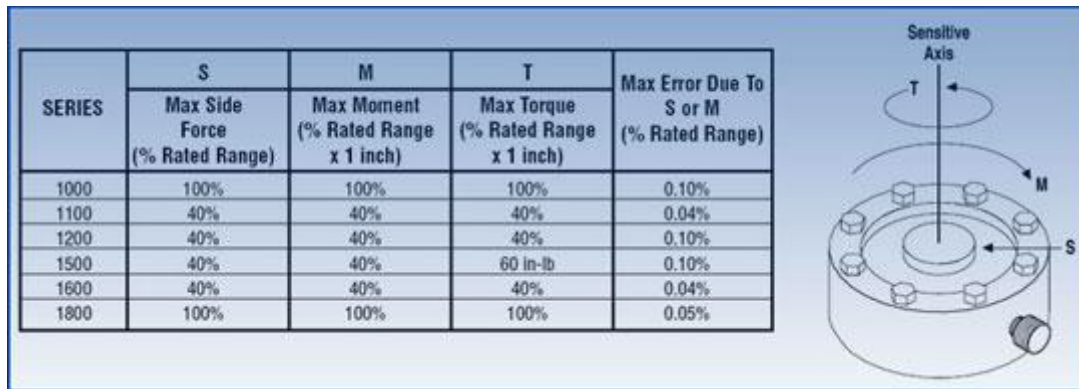 SERIES
S
M
T
Max Error Due To
S or M
(% Rated Range)
Max Side
Force
(% Rated Range)
Max Moment
(% Rated Range
x 1 inch)
Max Torque
(% Rated Range
x 1 inch)
1000 100% 100% 100% 0.10%
1100 40% 40% 40% 0.04%
1200 40% 40% 40% 0.10%
1500 40% 40% 60 in-lb 0.10%
1600 40% 40% 40% 0.04%
1800 100% 100% 100% 0.05%
Sensitive
Axis
T
M
S